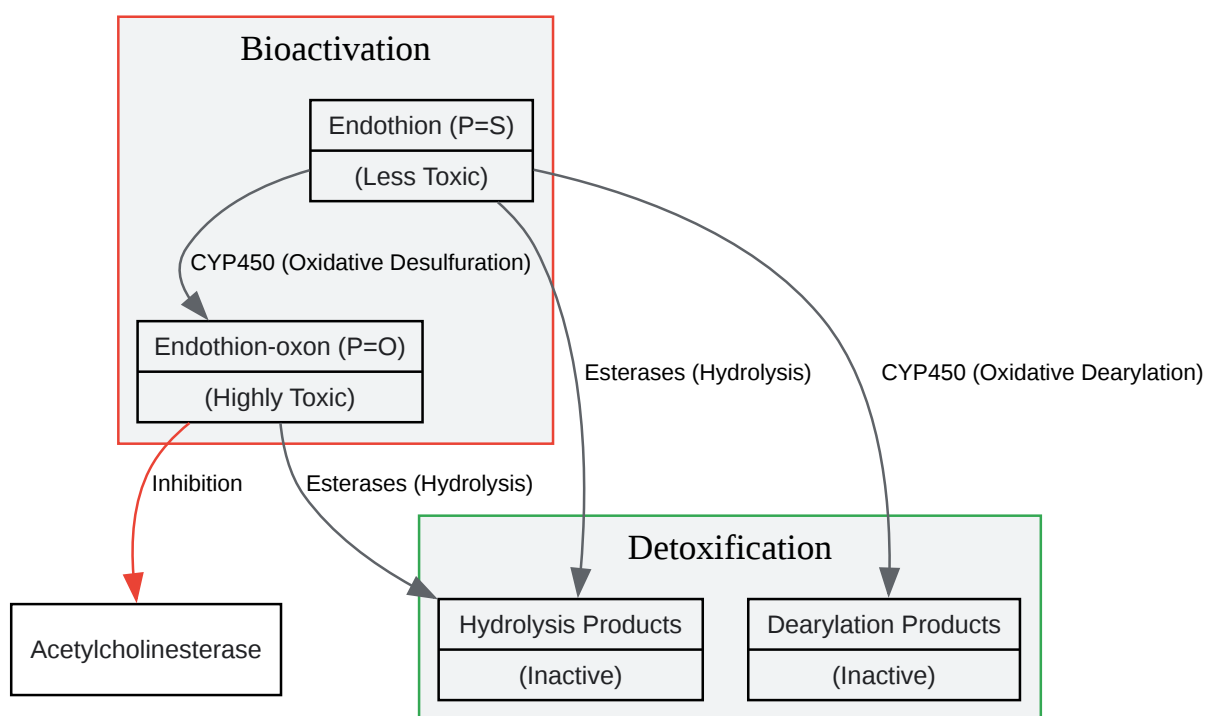 Bioactivation
Endothion (P=S)
(Less Toxic)
CYP450 (Oxidative Desulfuration)
Endothion-oxon (P=O)
(Highly Toxic)
Esterases (Hydrolysis)
CYP450 (Oxidative Dearylation)
Inhibition
Esterases (Hydrolysis)
Detoxification
Acetylcholinesterase
Hydrolysis Products
(Inactive)
Dearylation Products
(Inactive)